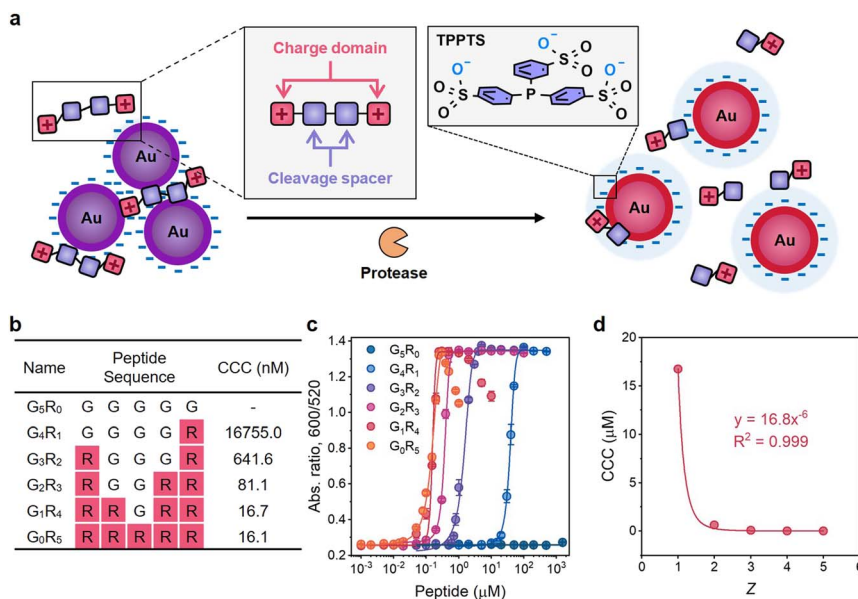 a
Charge domain
Cleavage spacer
TPPTS
O⁻
S
O
O
O⁻
S
O
O
P
O⁻
S
O
O
Au
Au
Au
Protease
Au
Au
Au
b
Name Peptide Sequence CCC (nM)
G₅R₀ G G G G G -
G₄R₁ G G G G R 16755.0
G₃R₂ R G G G R 641.6
G₂R₃ R G G R R 81.1
G₁R₄ R R G R R 16.7
G₀R₅ R R R R R 16.1
c
Abs. ratio, 600/520
1.4
1.2
1.0
0.8
0.6
0.4
0.2
G₅R₀
G₄R₁
G₃R₂
G₂R₃
G₁R₄
G₀R₅
10⁻³ 10⁻² 10⁻¹ 10⁰ 10¹ 10² 10³
Peptide (μM)
d
CCC (μM)
20
15
10
5
0
y = 16.8x⁻⁶
R² = 0.999
0 1 2 3 4 5 6
Z